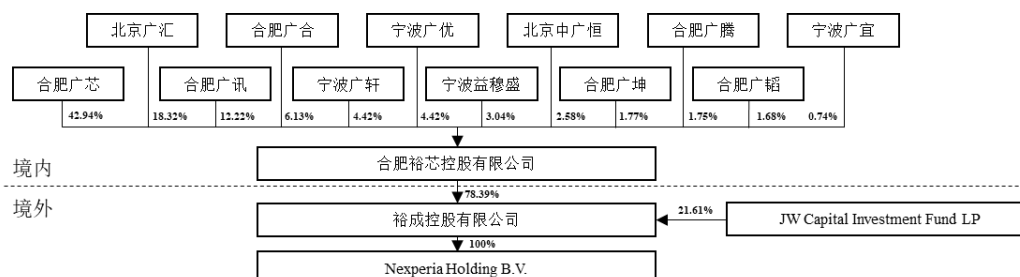 北京广汇 合肥广合 宁波广优 北京中广恒 合肥广腾 宁波广宜
合肥广芯 合肥广讯 宁波广轩 宁波益穆盛 合肥广坤 合肥广韬
42.94% 18.32% 12.22% 6.13% 4.42% 4.42% 3.04% 2.58% 1.77% 1.75% 1.68% 0.74%
合肥裕芯控股有限公司
境内
78.39%
境外
裕成控股有限公司 21.61% JW Capital Investment Fund LP
100%
Nexperia Holding B.V.